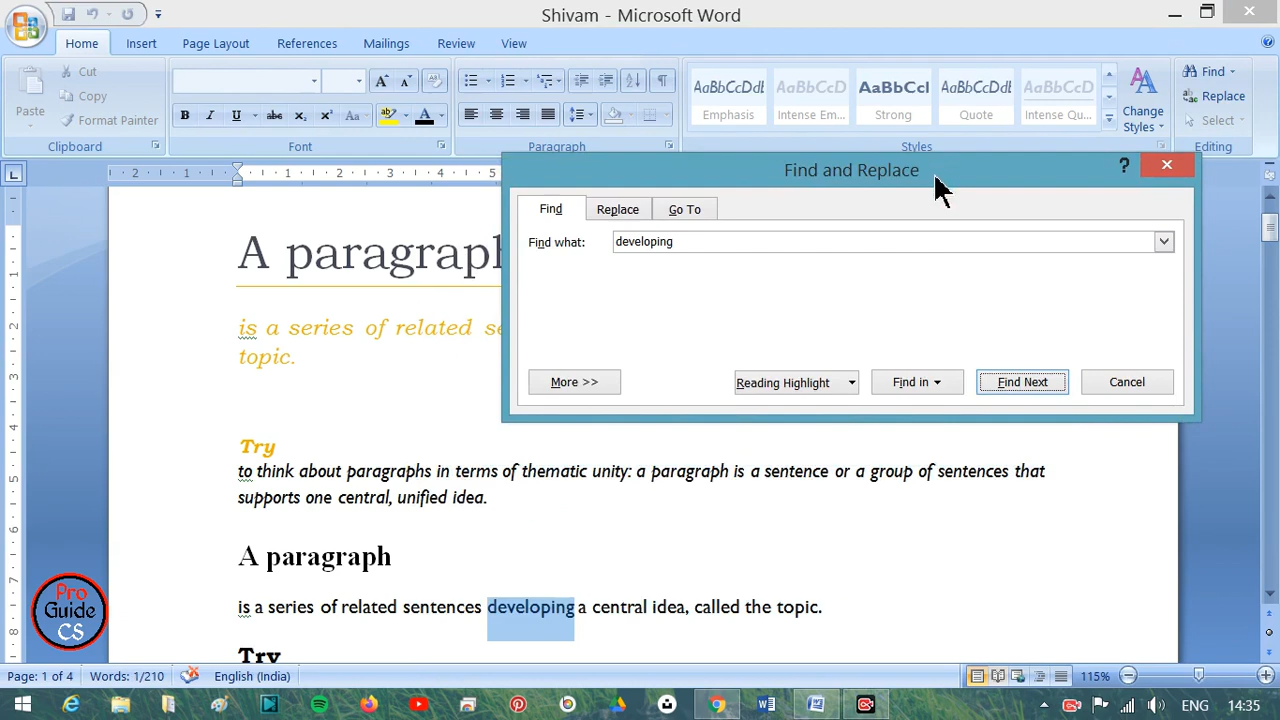 Shivam - Microsoft Word
Home Insert Page Layout References Mailings Review View
Paste
Cut
Copy
Format Painter
Clipboard
Font
Paragraph
AaBbCcDdl AaBbCcD AaBbCcl AaBbCcDdl AaBbCcD
Emphasis Intense Em... Strong Quote Intense Qu...
Change
Styles
Styles
Find
Replace
Select
Editing
Find and Replace
Find Replace Go To
Find what: developing
More >> Reading Highlight Find in Find Next Cancel
A paragraph
is a series of related se
topic.
Try
to think about paragraphs in terms of thematic unity: a paragraph is a sentence or a group of sentences that
supports one central, unified idea.
A paragraph
is a series of related sentences developing a central idea, called the topic.
Try
Pro
Guide
CS
Page: 1 of 4 Words: 1/210 English (India) 115%
ENG 14:35